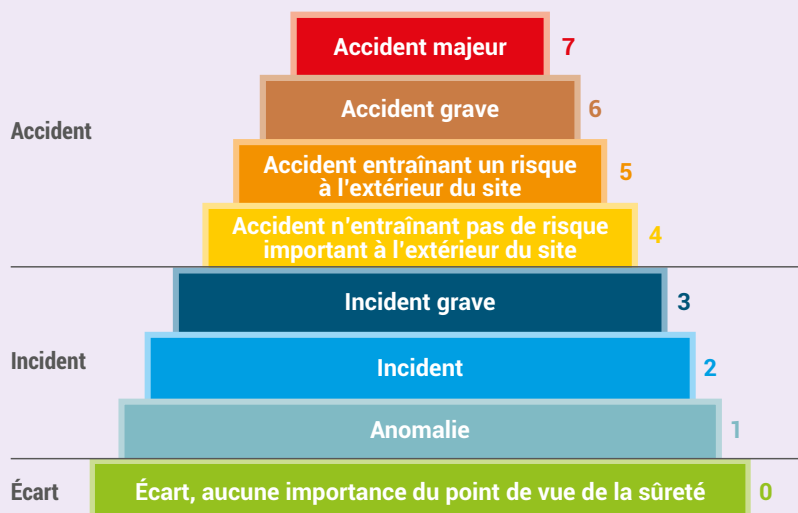 Accident majeur 7
Accident grave 6
Accident
Accident entraînant un risque
à l'extérieur du site 5
Accident n'entraînant pas de risque
important à l'extérieur du site 4
Incident grave 3
Incident
Incident 2
Anomalie 1
Écart
Écart, aucune importance du point de vue de la sûreté 0